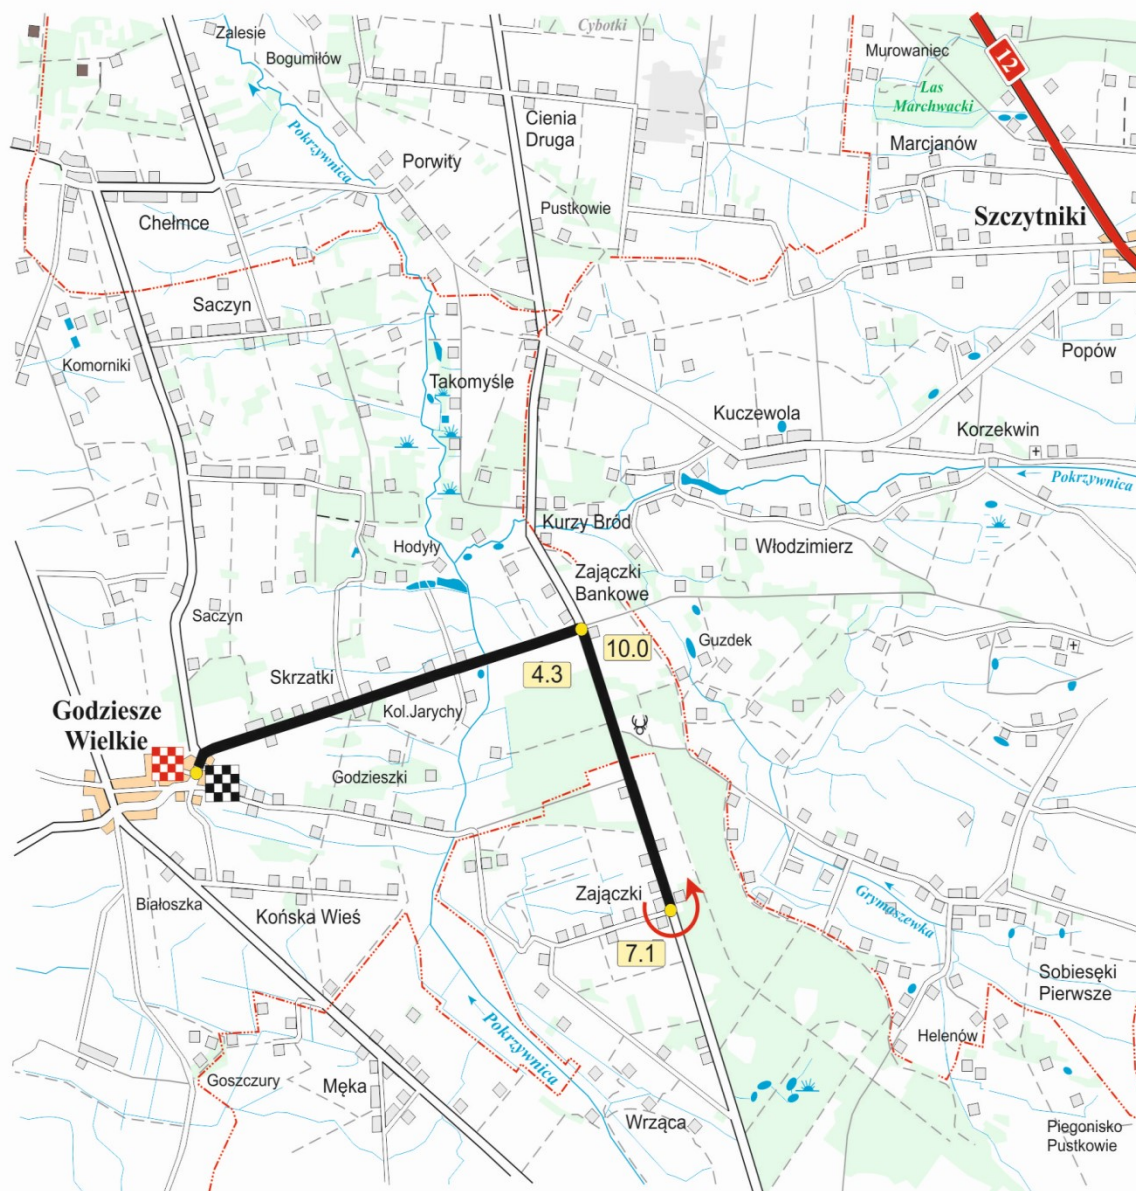 Zalesie
Cybotki
Bogumiłów
Murowaniec
12
Las
Marchwacki
Cienia
Druga
Pokrzywnica
Porwity
Marcjanów
Chełmce
Pustkowie
Szczytniki
Saczyn
Komorniki
Takomyśle
Popów
Kuczewola
Korzekwin
Pokrzywnica
Kurzy Bród
Hodyły
Włodzimierz
Zajączki
Bankowe
Saczyn
Guzdek
10.0
4.3
Skrzatki
Kol.Jarychy
Godziesze
Wielkie
Godzieszki
Zajączki
Białoszka
Końska Wieś
Grymaszewka
7.1
Sobiesęki
Pierwsze
Pokrzywnica
Helenów
Goszczury
Męka
Wrząca
Pięgonisko
Pustkowie